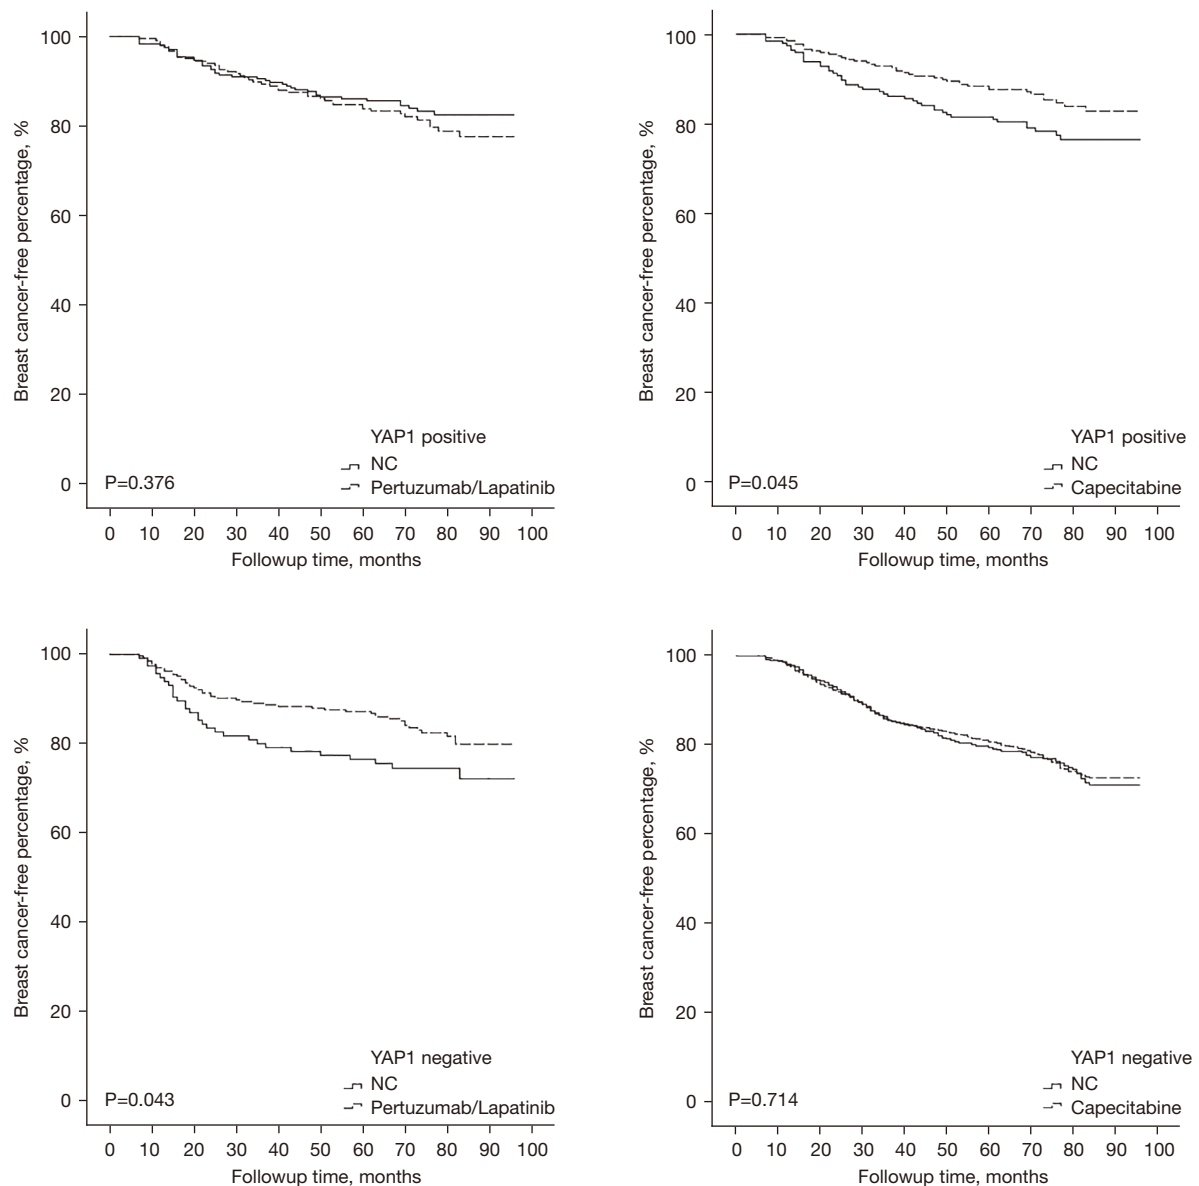 100
80
60
40
20
0
Breast cancer-free percentage, %
YAP1 positive
NC
Pertuzumab/Lapatinib
P=0.376
0 10 20 30 40 50 60 70 80 90 100
Followup time, months
100
80
60
40
20
0
Breast cancer-free percentage, %
YAP1 positive
NC
Capecitabine
P=0.045
0 10 20 30 40 50 60 70 80 90 100
Followup time, months
100
80
60
40
20
0
Breast cancer-free percentage, %
YAP1 negative
NC
Pertuzumab/Lapatinib
P=0.043
0 10 20 30 40 50 60 70 80 90 100
Followup time, months
100
80
60
40
20
0
Breast cancer-free percentage, %
YAP1 negative
NC
Capecitabine
P=0.714
0 10 20 30 40 50 60 70 80 90 100
Followup time, months